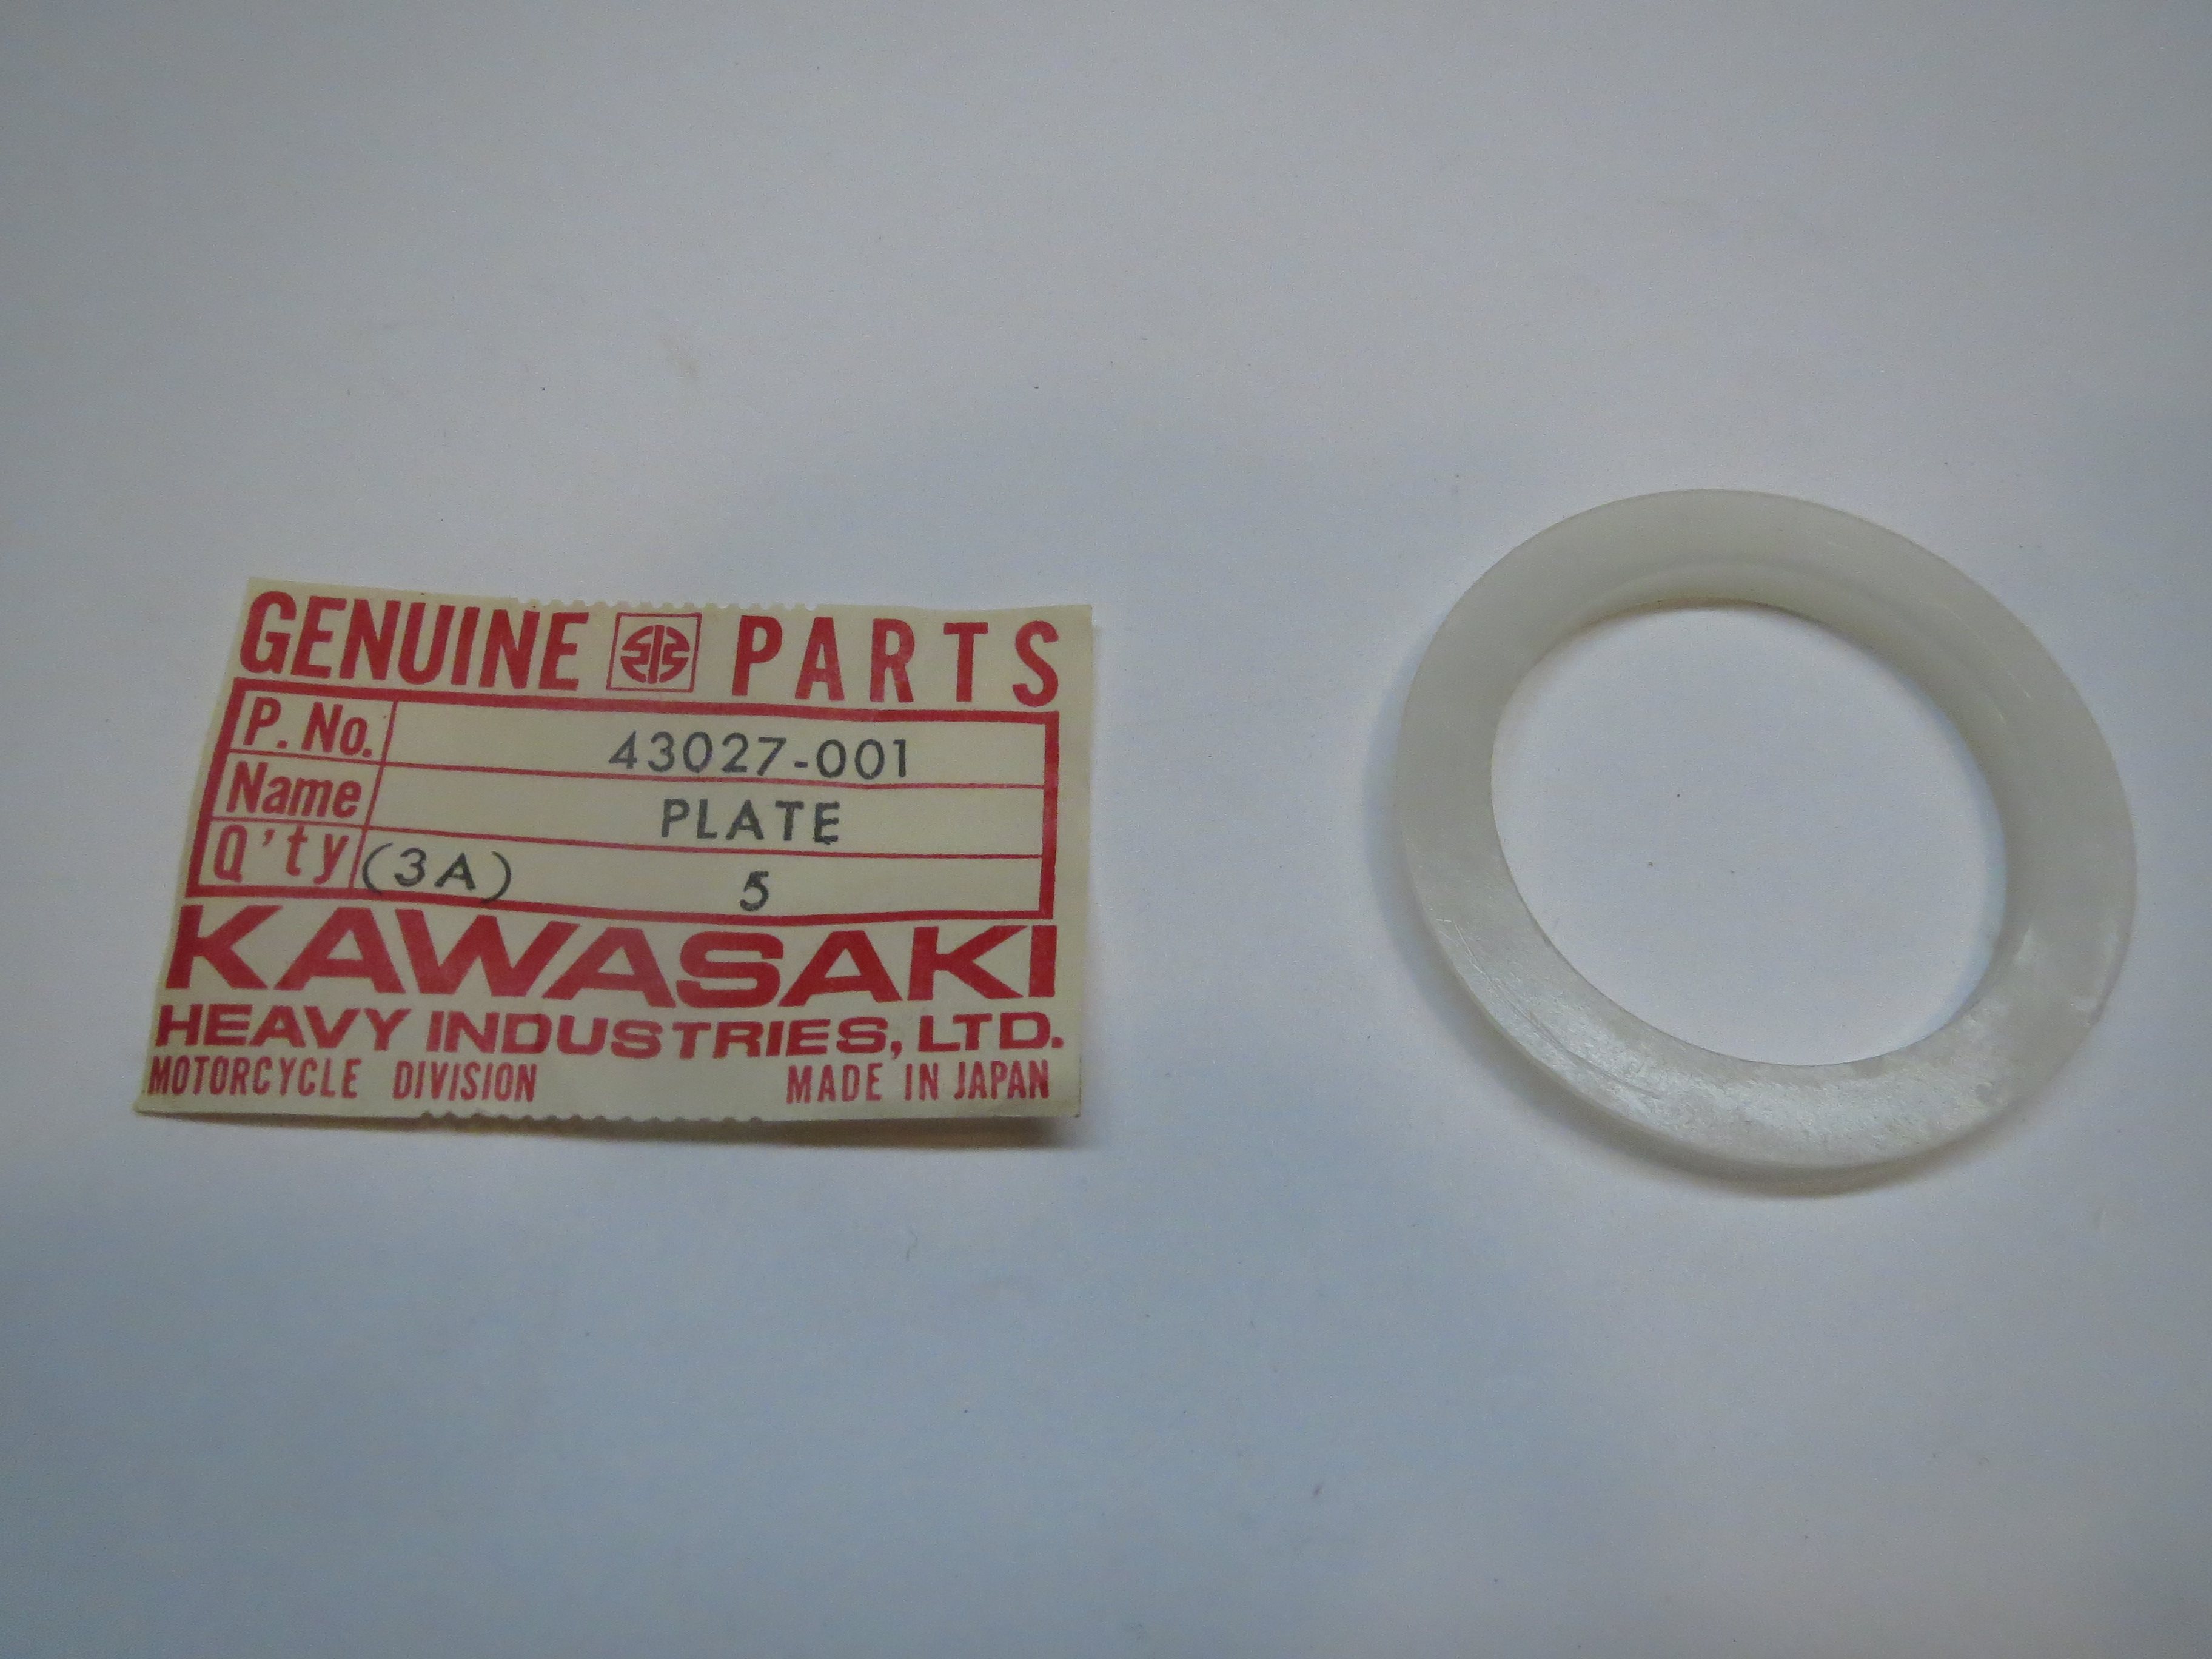 GENUINE PARTS
P. No. 43027-001
Name PLATE
Q'ty (3A) 5
KAWASAKI
HEAVY INDUSTRIES, LTD.
MOTORCYCLE DIVISION MADE IN JAPAN